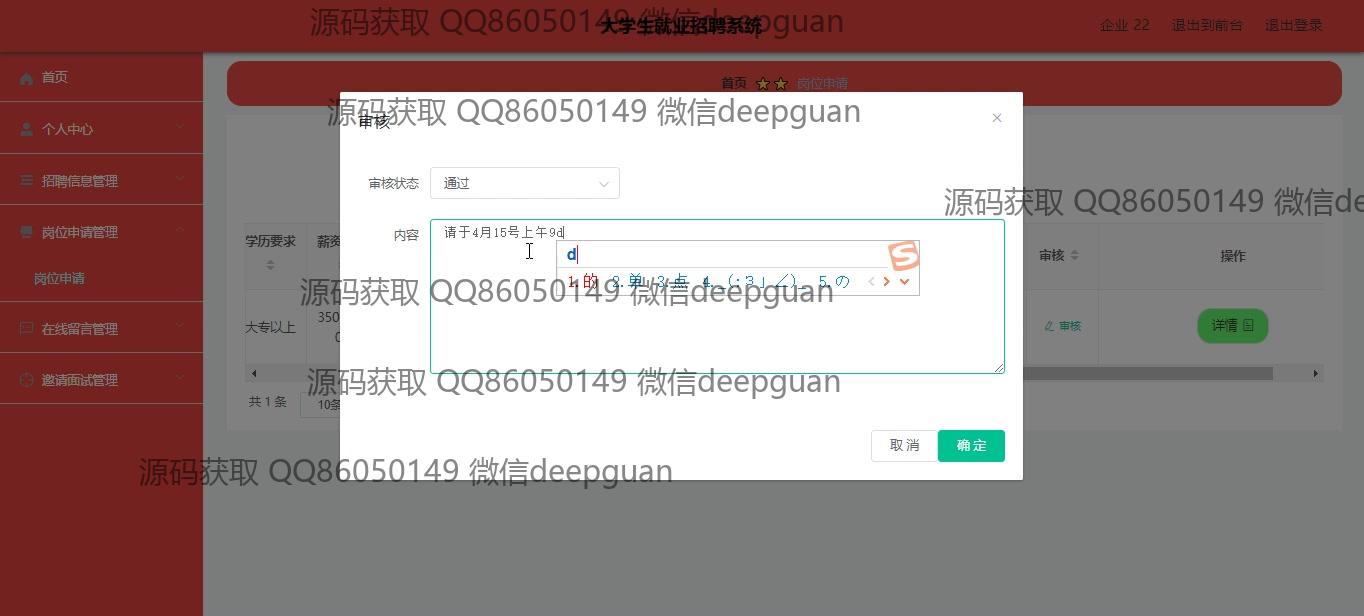 源码获取 QQ86050149 微信deepguan
大学生就业招聘系统
企业 22 退出到前台 退出登录
首页
个人中心
招聘信息管理
岗位申请管理
岗位申请
在线留言管理
邀请面试管理
首页 岗位申请
源码获取 QQ86050149 微信deepguan
审核
×
审核状态 通过
源码获取 QQ86050149 微信deepgu
内容 请于4月15号上午9d
d
1.的 2.单 3.点 4._(:3」∠)_ 5.の
源码获取 QQ86050149 微信deepguan
学历要求 薪资
审核 操作
大专以上 350
0
审核 详情
源码获取 QQ86050149 微信deepguan
共 1 条 10条
取消 确定
源码获取 QQ86050149 微信deepguan